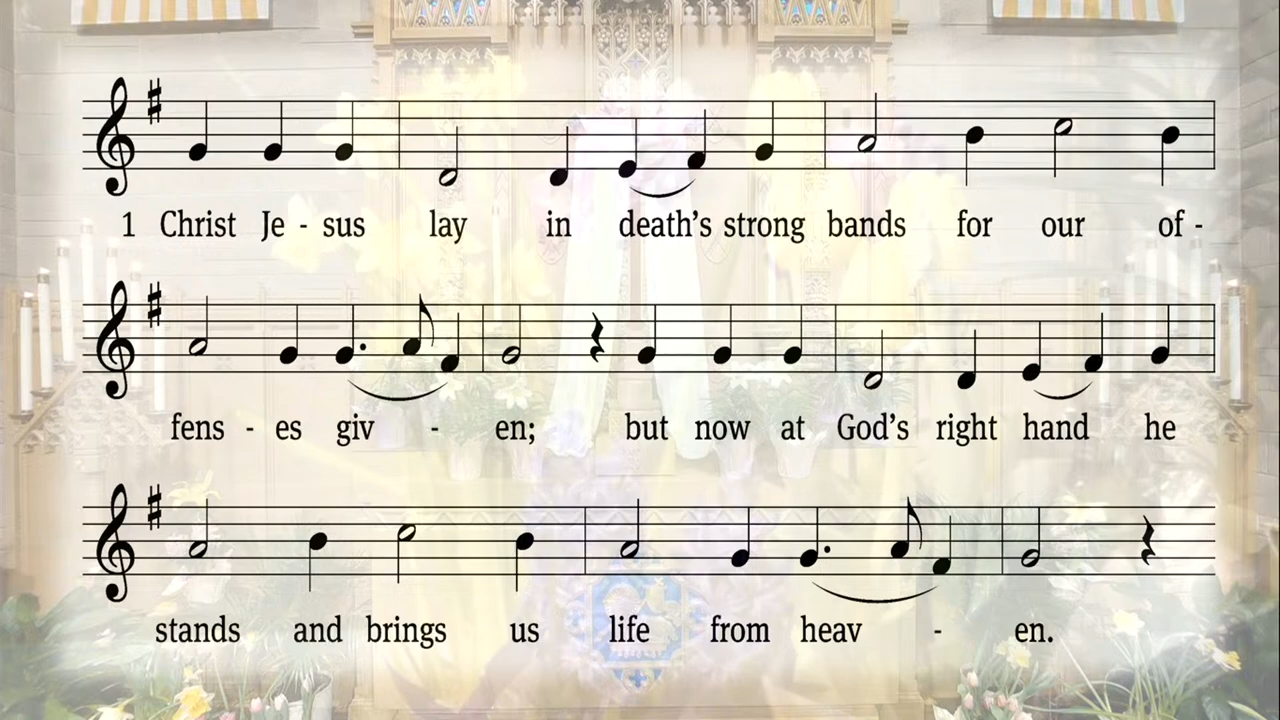 1 Christ Je - sus lay in death’s strong bands for our of -
fens - es giv - en; but now at God’s right hand he
stands and brings us life from heav - en.